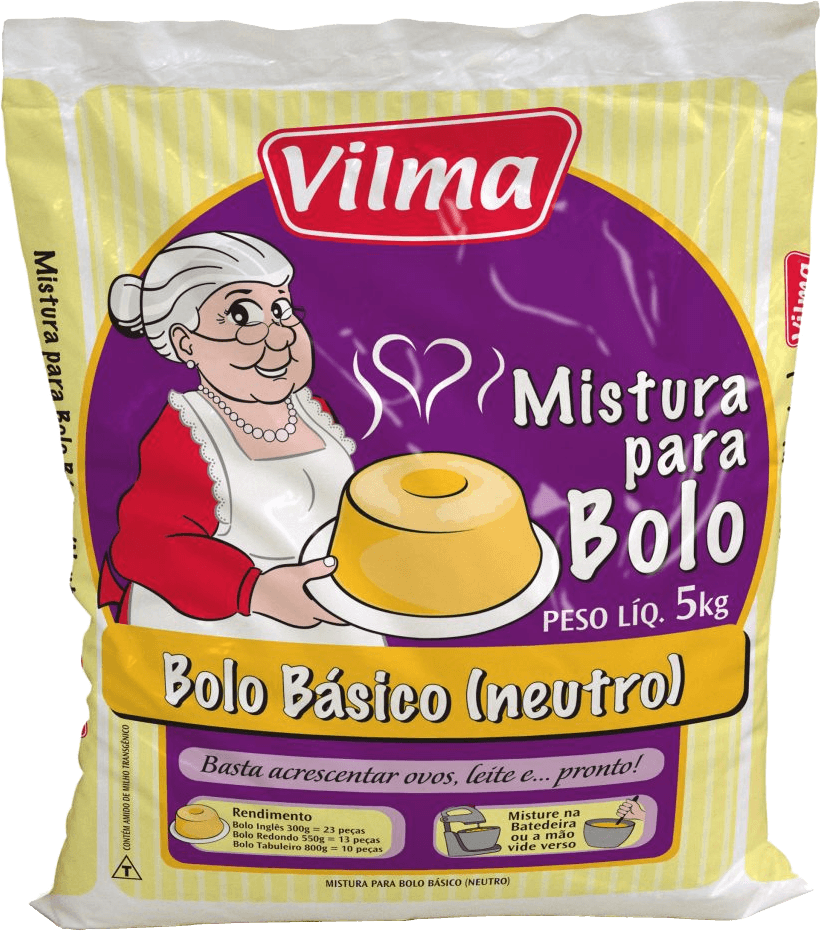 Vilma
Mistura
para
Bolo
PESO LÍQ. 5kg
Bolo Básico (neutro)
Basta acrescentar ovos, leite e... pronto!
Rendimento
Bolo Inglês 300g = 23 peças
Bolo Redondo 550g = 13 peças
Bolo Tabuleiro 800g = 10 peças
Misture na
Batedeira
ou a mão
vide verso
MISTURA PARA BOLO BÁSICO (NEUTRO)
Mistura para Bolo
CONTÉM AMIDO DE MILHO TRANSGÊNICO
T
Vilma